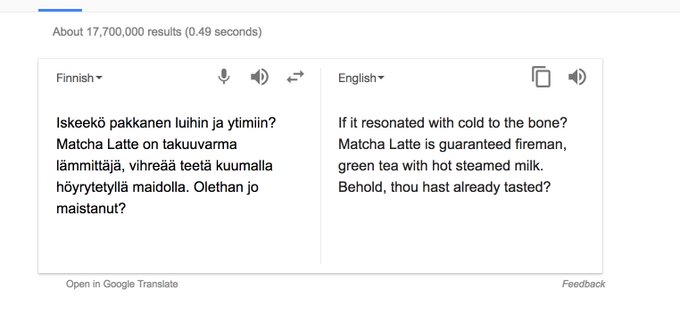 About 17,700,000 results (0.49 seconds)
Finnish
English
Iskeekö pakkanen luihin ja ytimiin?
Matcha Latte on takuuvarma
lämmittäjä, vihreää teetä kuumalla
höyrytetyllä maidolla. Olethan jo
maistanut?
If it resonated with cold to the bone?
Matcha Latte is guaranteed fireman,
green tea with hot steamed milk.
Behold, thou hast already tasted?
Open in Google Translate
Feedback